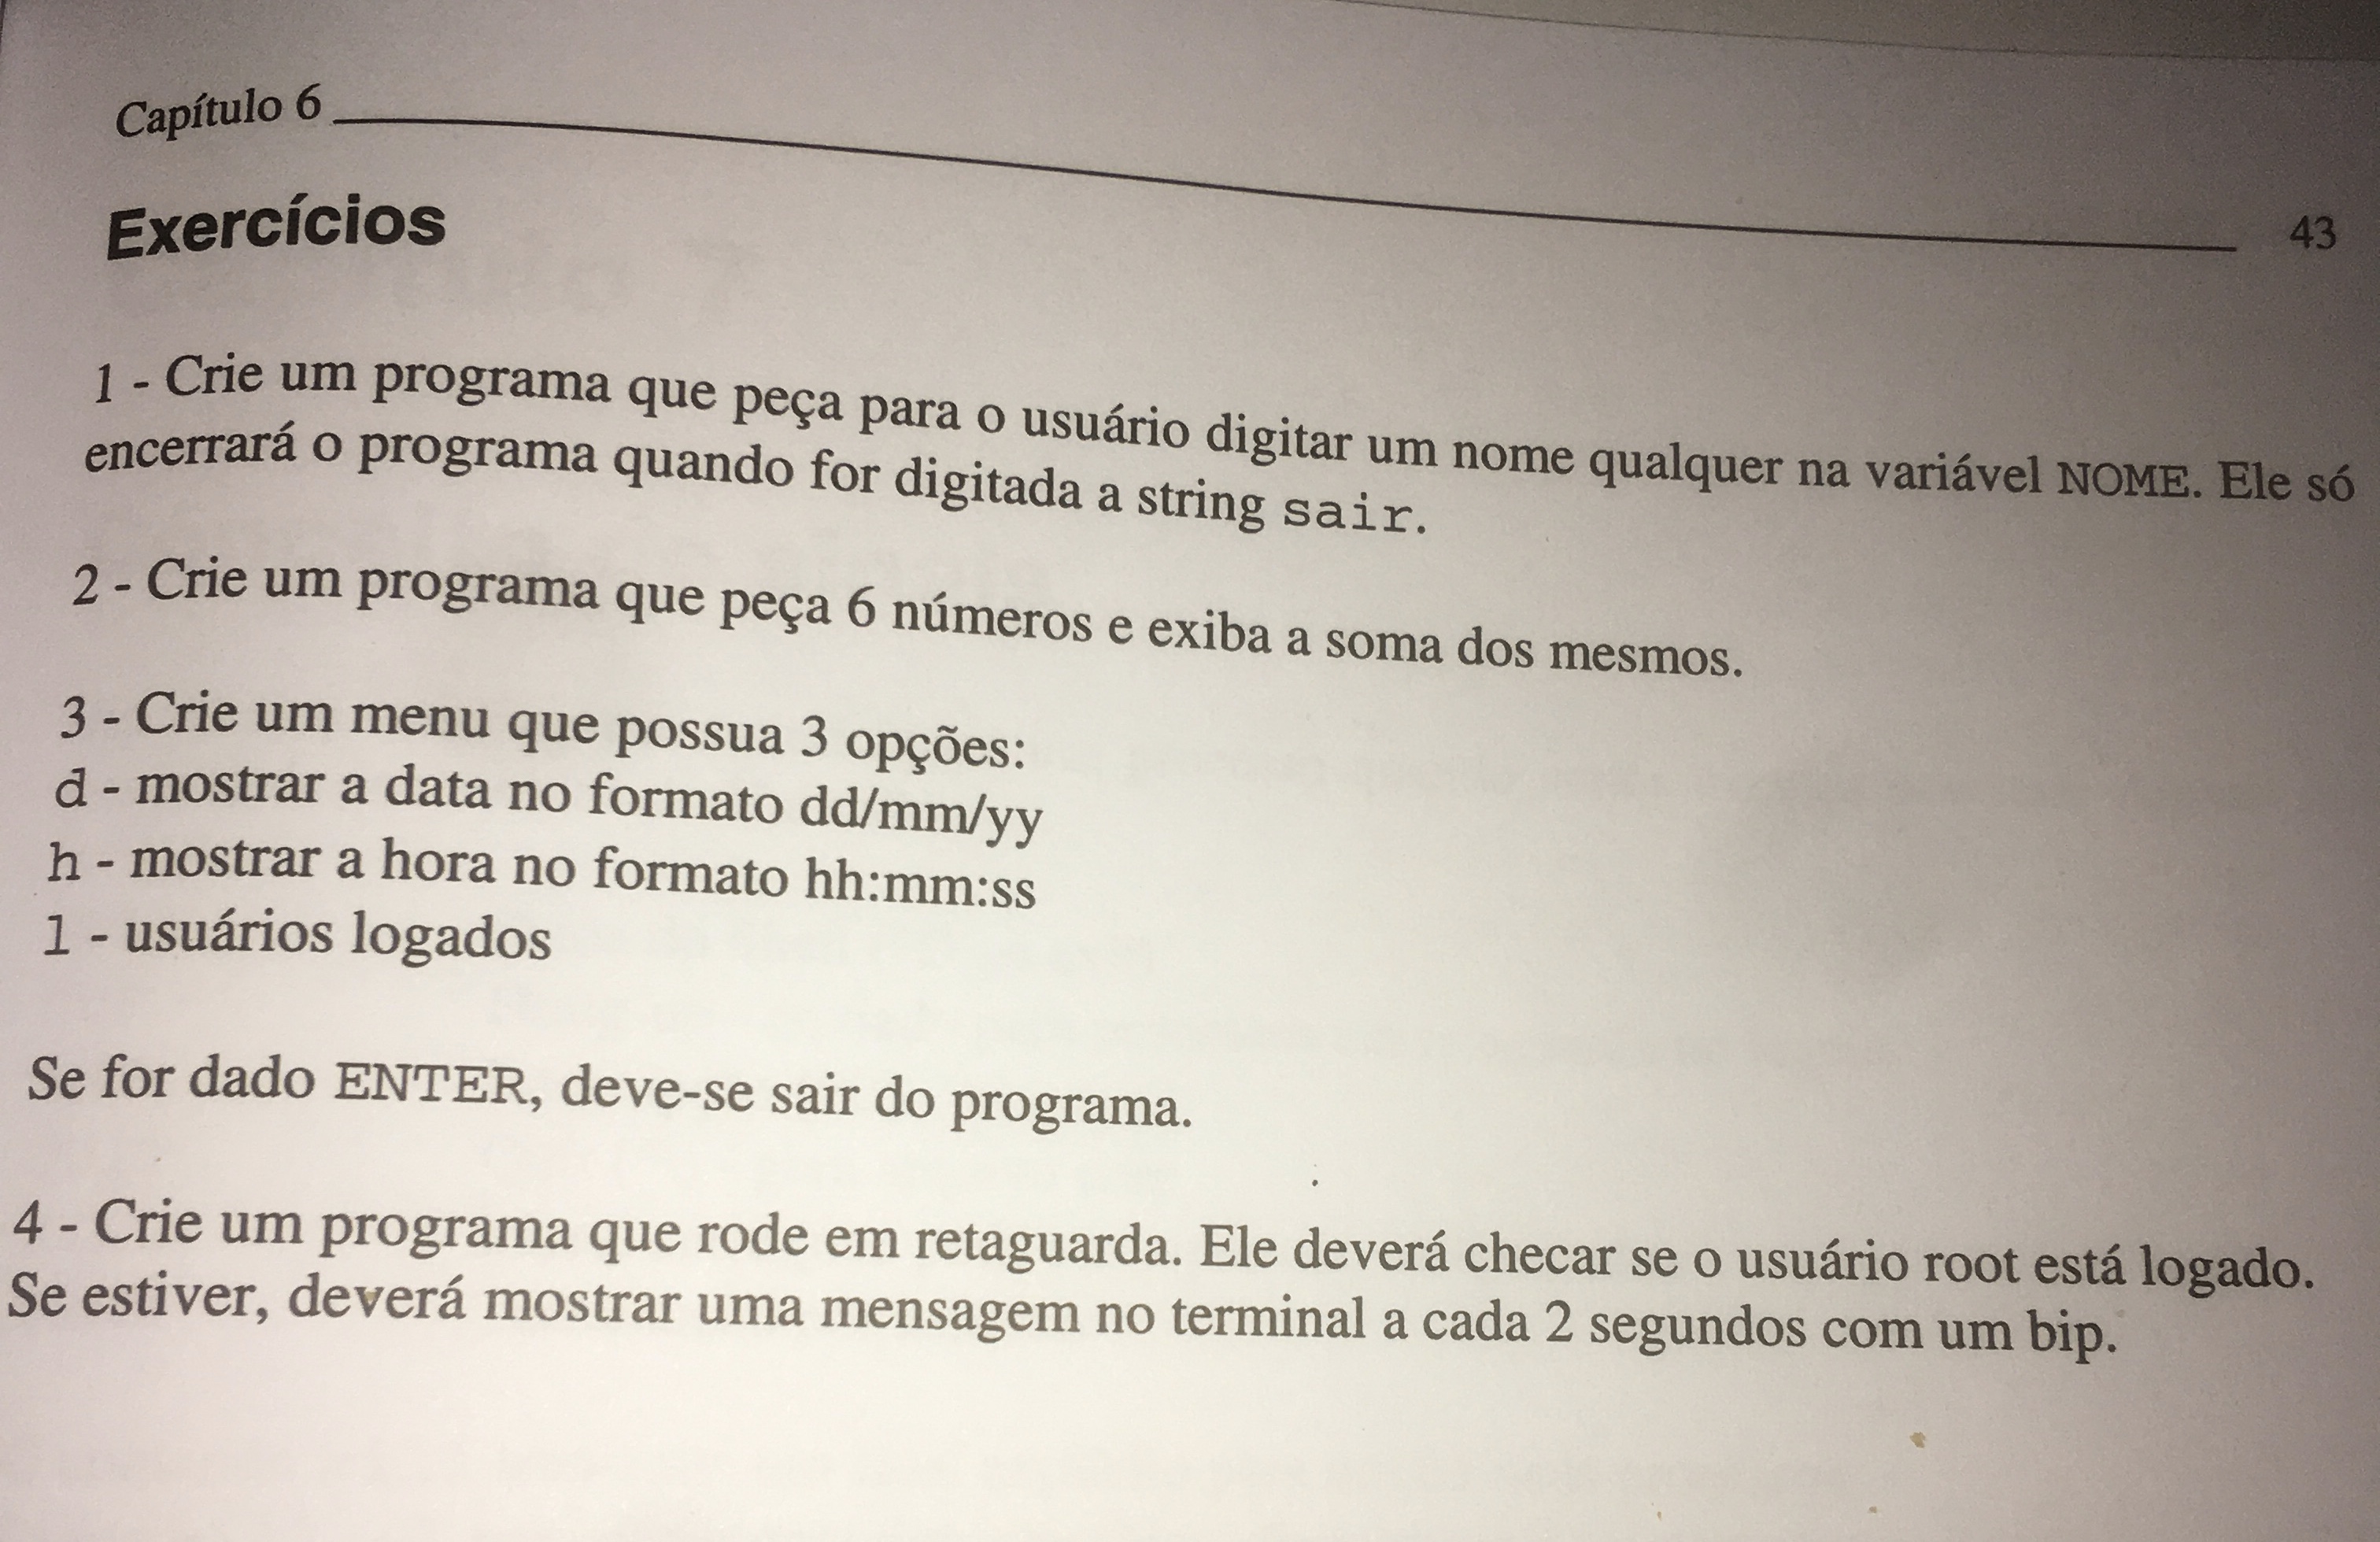 Capítulo 6
43
Exercícios
1 - Crie um programa que peça para o usuário digitar um nome qualquer na variável NOME. Ele só
encerrará o programa quando for digitada a string sair.
2 - Crie um programa que peça 6 números e exiba a soma dos mesmos.
3 - Crie um menu que possua 3 opções:
d - mostrar a data no formato dd/mm/yy
h - mostrar a hora no formato hh:mm:ss
l - usuários logados
Se for dado ENTER, deve-se sair do programa.
4 - Crie um programa que rode em retaguarda. Ele deverá checar se o usuário root está logado.
Se estiver, deverá mostrar uma mensagem no terminal a cada 2 segundos com um bip.